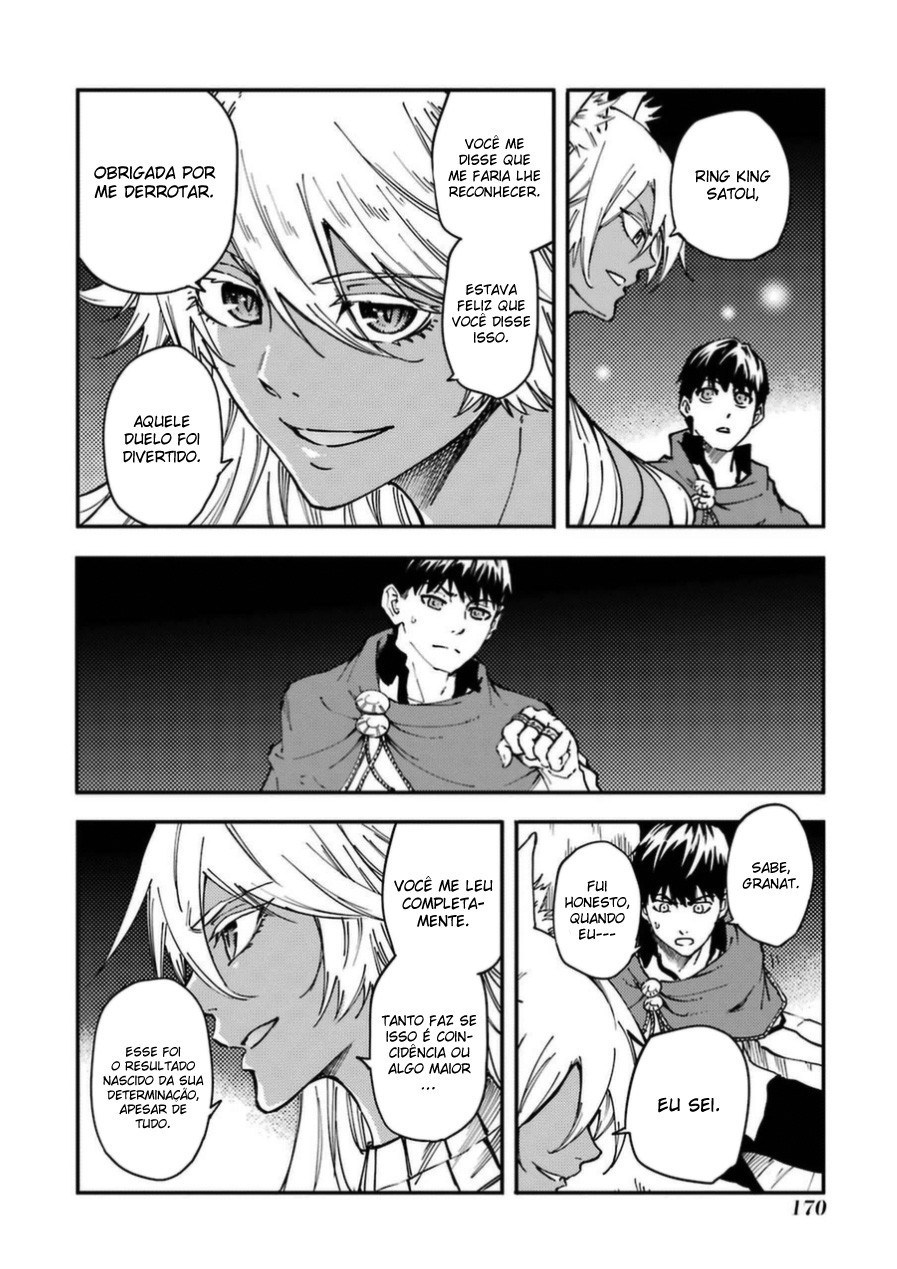 RING KING
SATOU,
VOCÊ ME
DISSE QUE
ME FARIA LHE
RECONHECER.
ESTAVA
FELIZ QUE
VOCÊ DISSE
ISSO.
OBRIGADA POR
ME DERROTAR.
AQUELE
DUELO FOI
DIVERTIDO.
SABE,
GRANAT.
FUI
HONESTO,
QUANDO
EU---
EU SEI.
VOCÊ ME LEU
COMPLETA-
MENTE.
TANTO FAZ SE
ISSO É COIN-
CIDÊNCIA OU
ALGO MAIOR
...
ESSE FOI
O RESULTADO
NASCIDO DA SUA
DETERMINAÇÃO,
APESAR DE
TUDO.
170